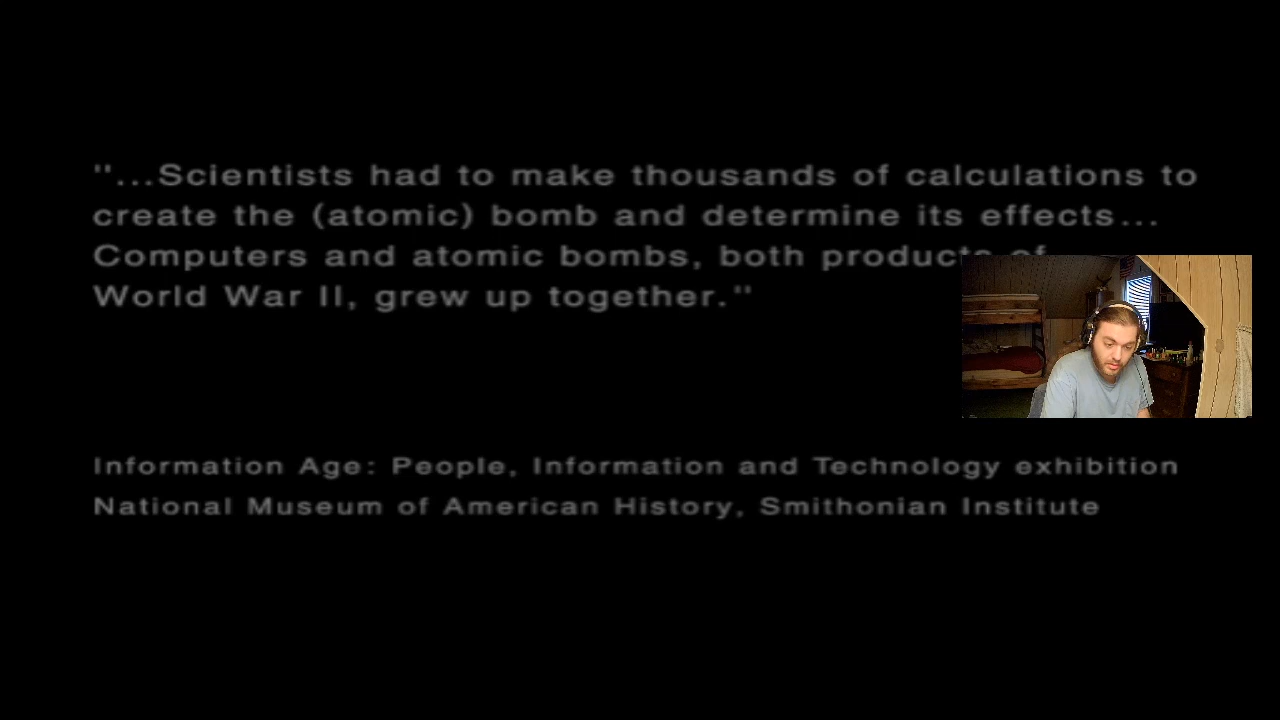 "...Scientists had to make thousands of calculations to
create the (atomic) bomb and determine its effects...
Computers and atomic bombs, both products of
World War II, grew up together."
Information Age: People, Information and Technology exhibition
National Museum of American History, Smithonian Institute